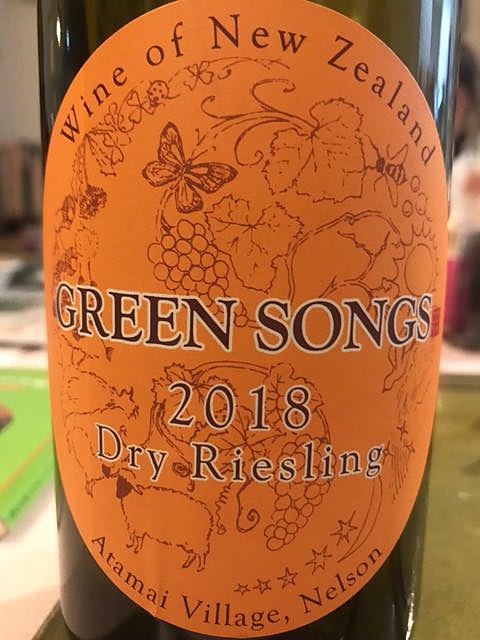 Wine of New Zealand
GREEN SONGS
2018
Dry Riesling
Atamai Village, Nelson